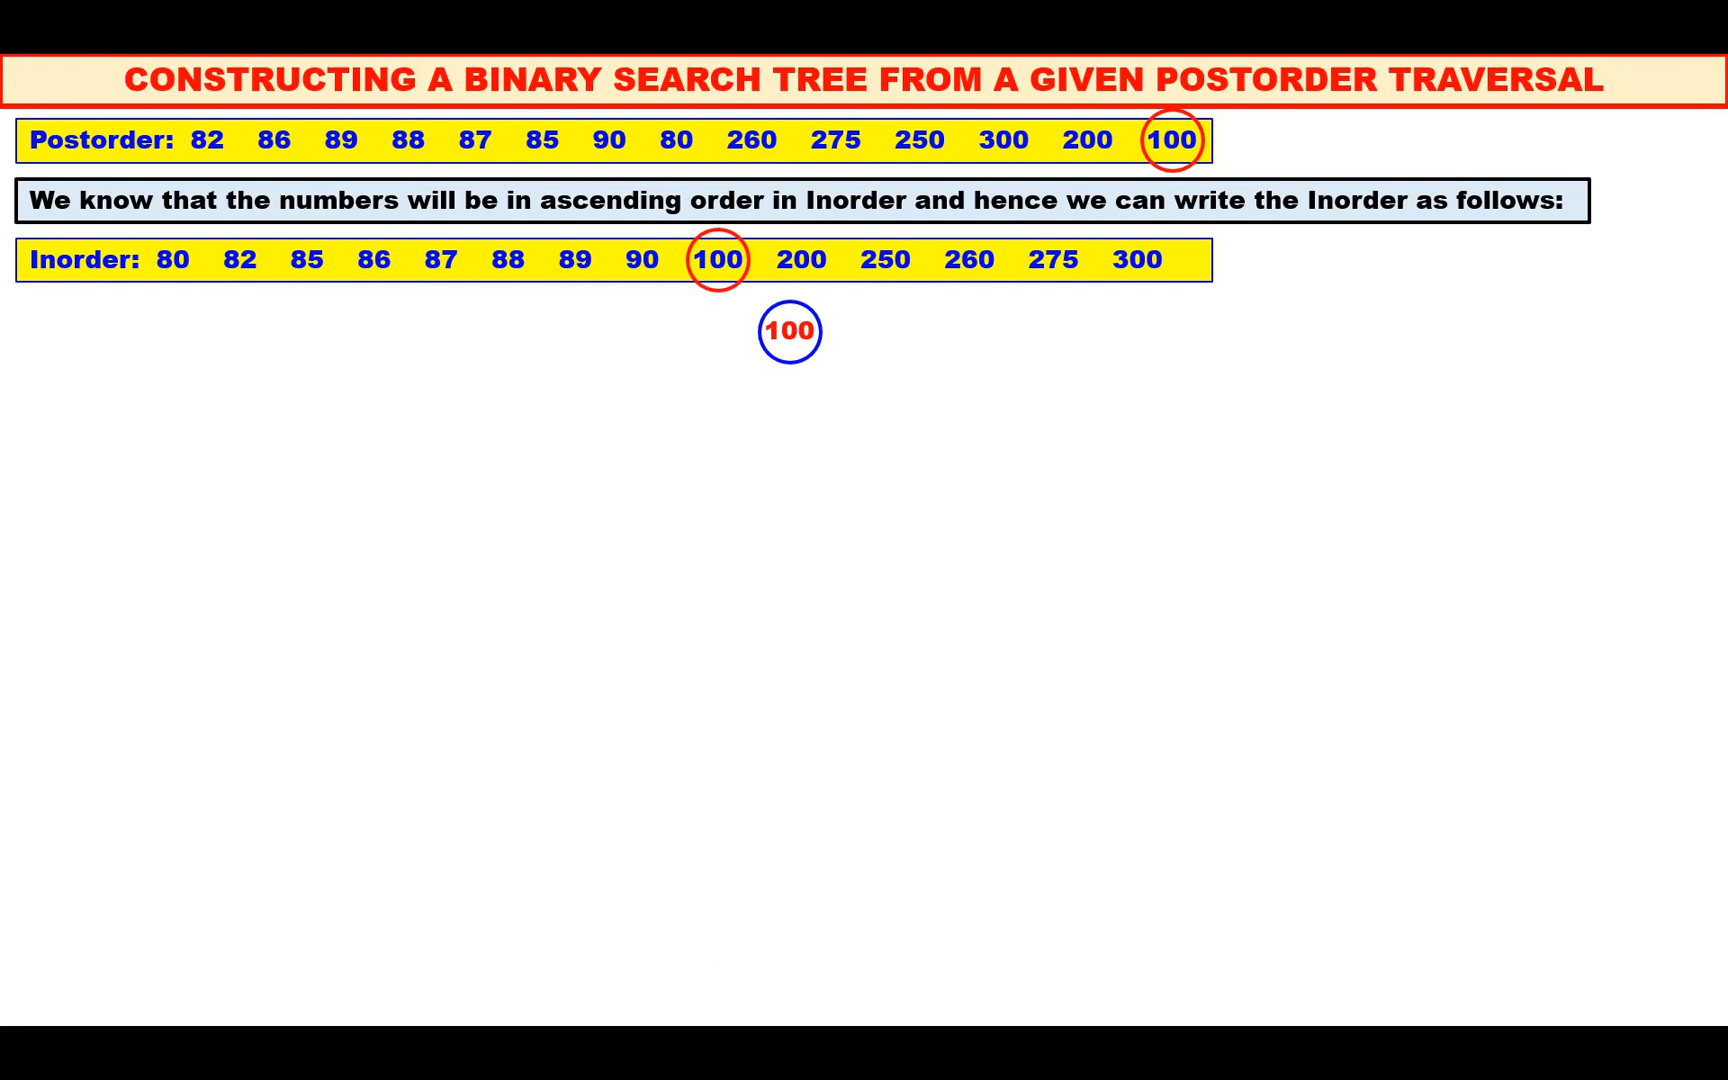 CONSTRUCTING A BINARY SEARCH TREE FROM A GIVEN POSTORDER TRAVERSAL
Postorder: 82 86 89 88 87 85 90 80 260 275 250 300 200 100
We know that the numbers will be in ascending order in Inorder and hence we can write the Inorder as follows:
Inorder: 80 82 85 86 87 88 89 90 100 200 250 260 275 300
100